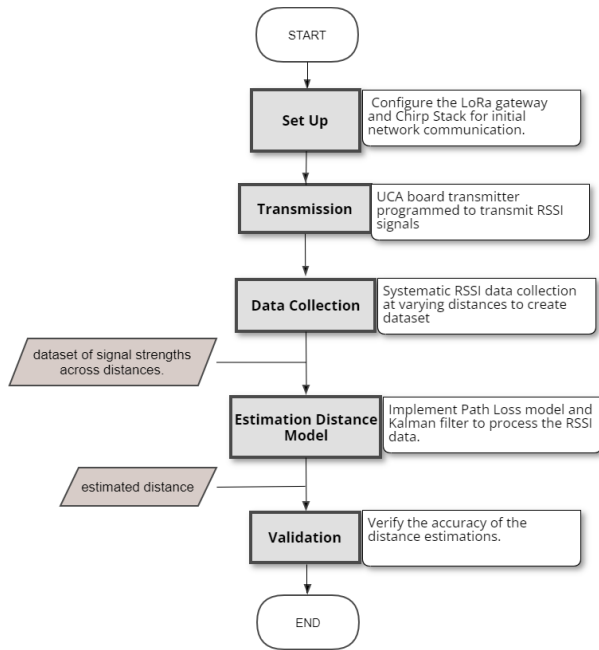 START
Set Up
Configure the LoRa gateway
and Chirp Stack for initial
network communication.
Transmission
UCA board transmitter
programmed to transmit RSSI
signals
Data Collection
Systematic RSSI data collection
at varying distances to create
dataset
dataset of signal strengths
across distances.
Estimation Distance
Model
Implement Path Loss model and
Kalman filter to process the RSSI
data.
estimated distance
Validation
Verify the accuracy of the
distance estimations.
END